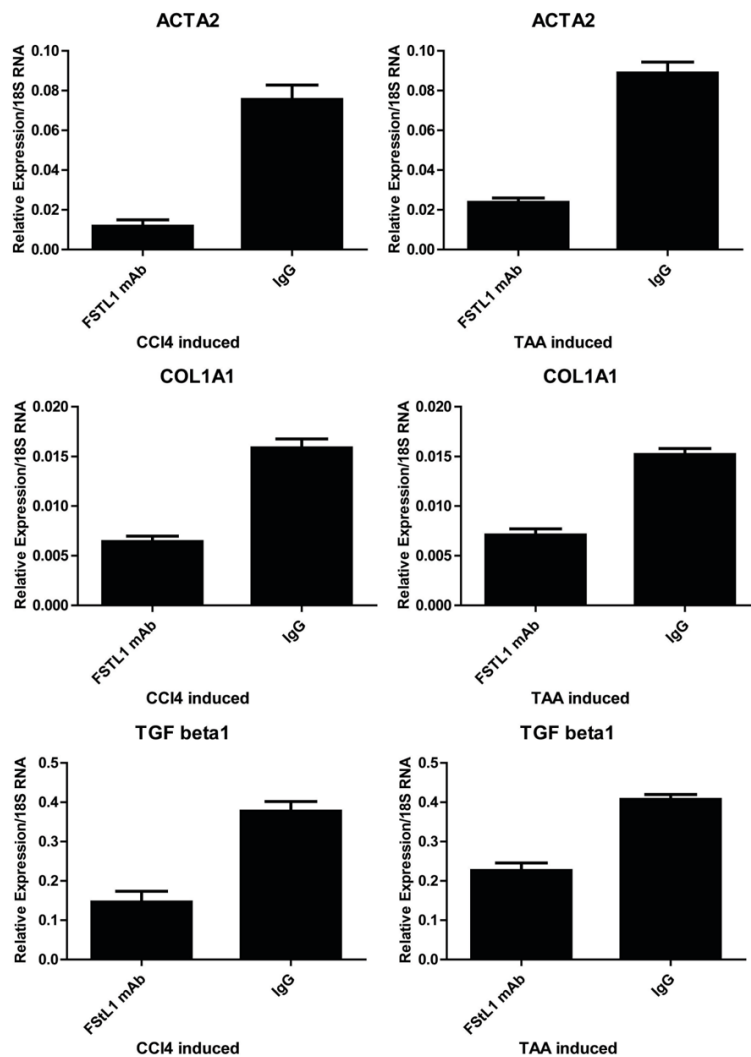 ACTA2
Relative Expression/18S RNA
0.10
0.08
0.06
0.04
0.02
0.00
FSTL1 mAb
IgG
CCl4 induced
ACTA2
Relative Expression/18S RNA
0.10
0.08
0.06
0.04
0.02
0.00
FSTL1 mAb
IgG
TAA induced
COL1A1
Relative Expression/18S RNA
0.020
0.015
0.010
0.005
0.000
FSTL1 mAb
IgG
CCl4 induced
COL1A1
Relative Expression/18S RNA
0.020
0.015
0.010
0.005
0.000
FSTL1 mAb
IgG
TAA induced
TGF beta1
Relative Expression/18S RNA
0.5
0.4
0.3
0.2
0.1
0.0
FStL1 mAb
IgG
CCl4 induced
TGF beta1
Relative Expression/18S RNA
0.5
0.4
0.3
0.2
0.1
0.0
FStL1 mAb
IgG
TAA induced